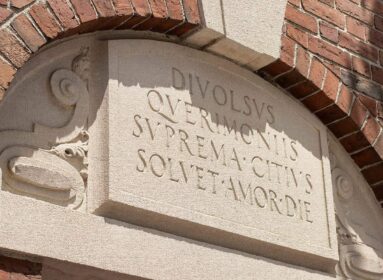 DIVOLSVS
QVERIMONIIS
SVPREMA·CITIVS
SOLVET·AMOR·DIE